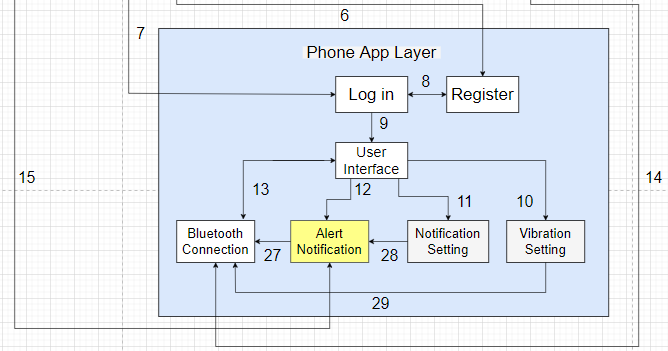 6
7
Phone App Layer
8
Log in
Register
9
User
Interface
15
14
13
12
11
10
Bluetooth
Connection
Alert
Notification
Notification
Setting
Vibration
Setting
27
28
29